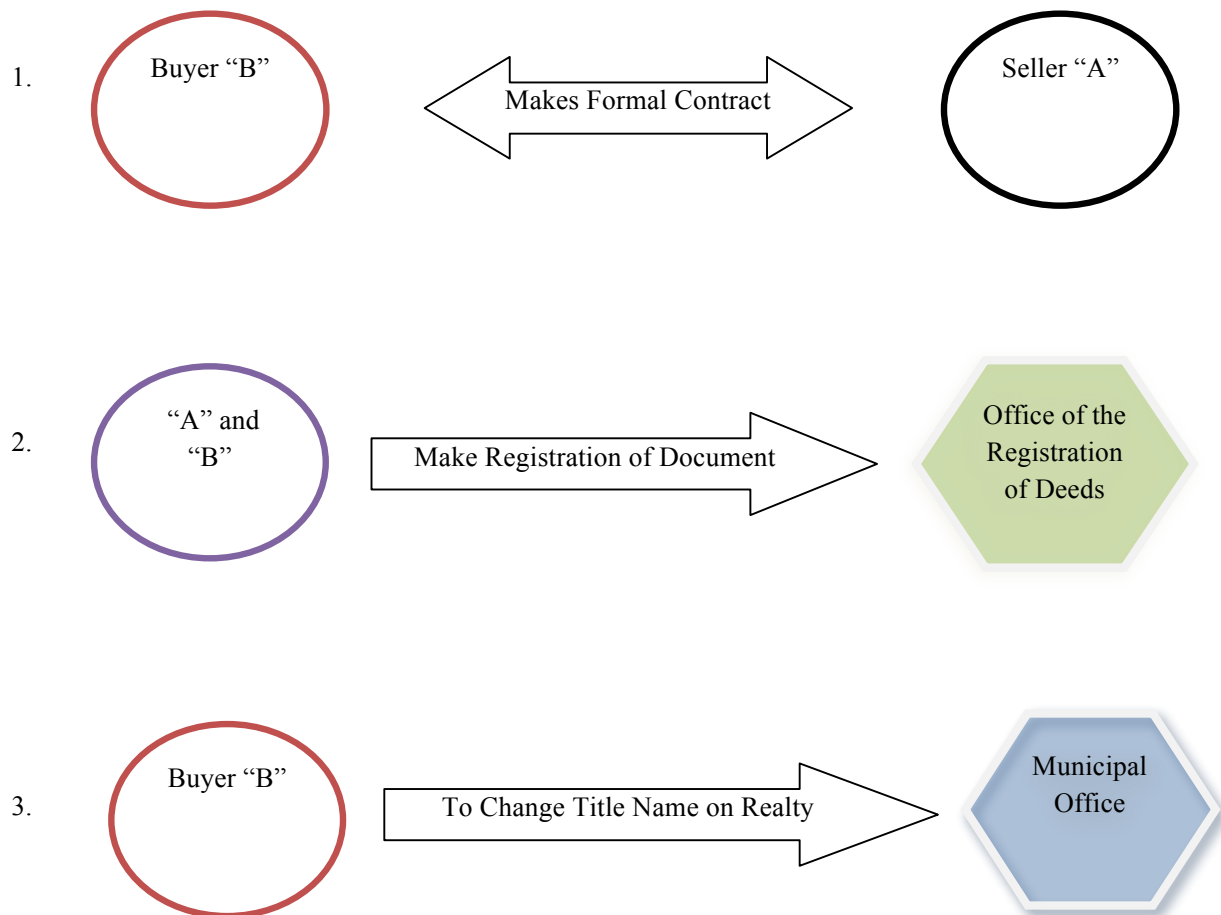 1.
Buyer “B”
Makes Formal Contract
Seller “A”
2.
“A” and
“B”
Make Registration of Document
Office of the
Registration
of Deeds
3.
Buyer “B”
To Change Title Name on Realty
Municipal
Office